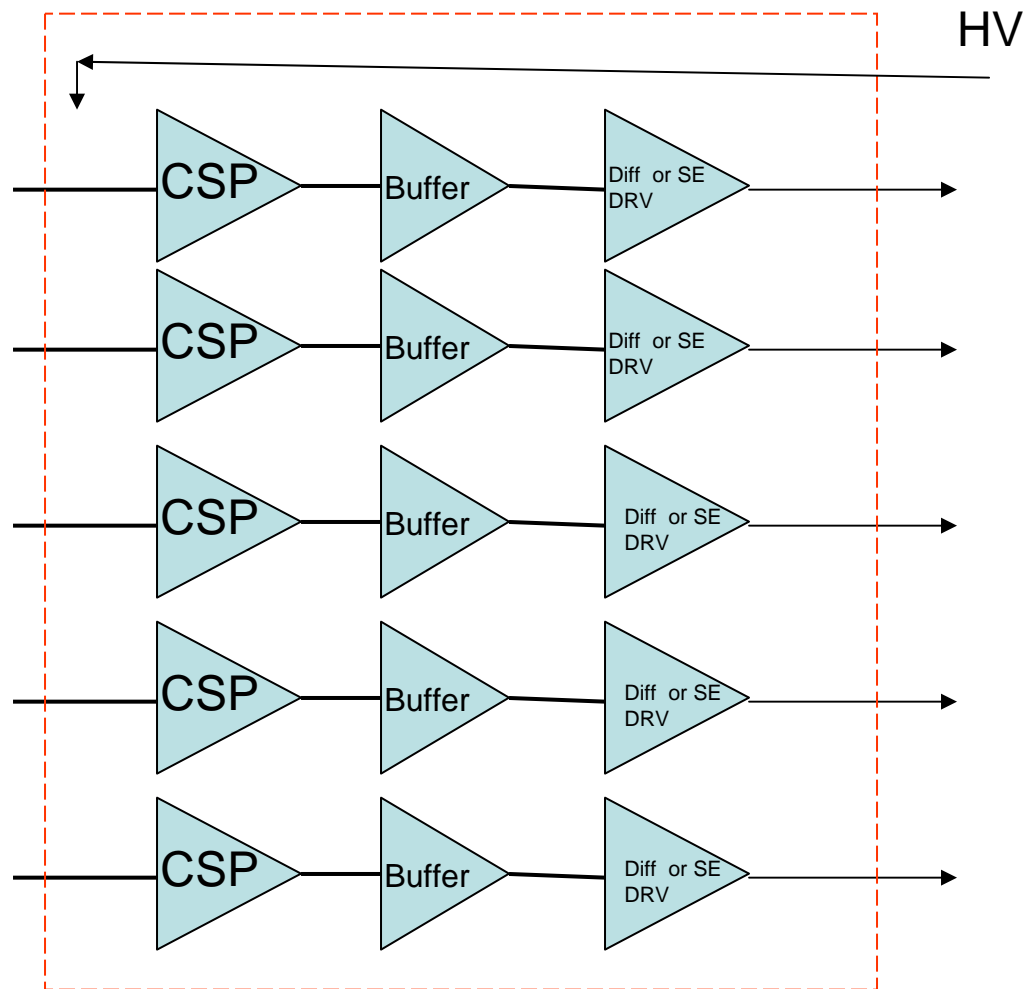 HV
CSP
Buffer
Diff or SE
DRV
CSP
Buffer
Diff or SE
DRV
CSP
Buffer
Diff or SE
DRV
CSP
Buffer
Diff or SE
DRV
CSP
Buffer
Diff or SE
DRV